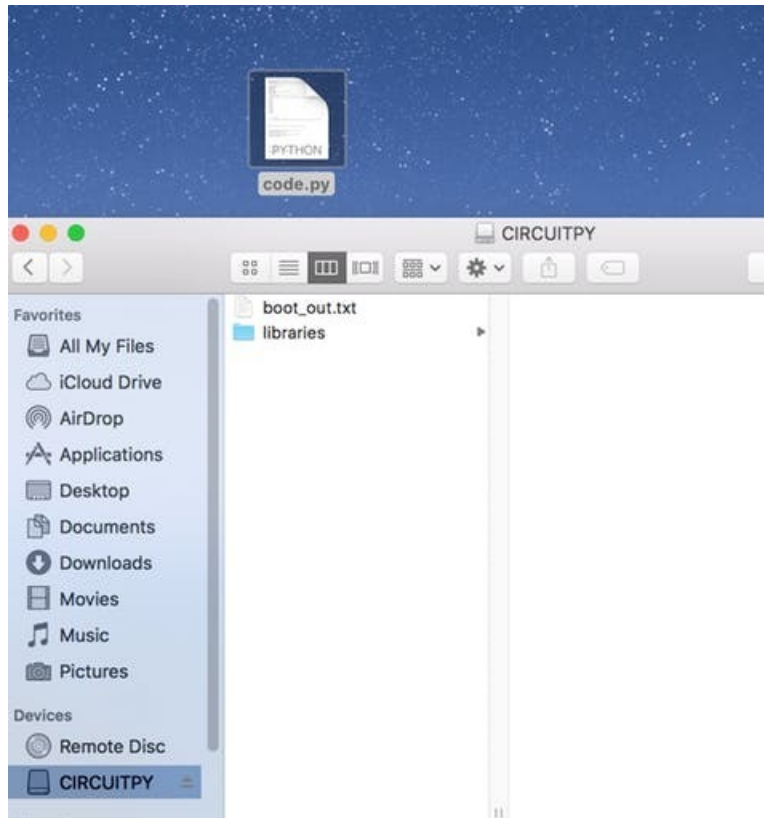 PYTHON
code.py
CIRCUITPY
boot_out.txt
libraries
Favorites
All My Files
iCloud Drive
AirDrop
Applications
Desktop
Documents
Downloads
Movies
Music
Pictures
Devices
Remote Disc
CIRCUITPY